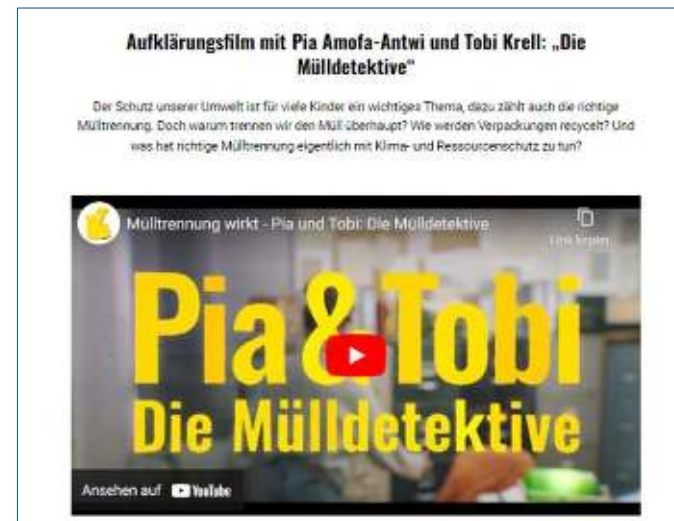 Aufklärungsfilm mit Pia Amofa-Antwi und Tobi Krell: „Die
Mülldetektive“
Der Schutz unserer Umwelt ist für viele Kinder ein wichtiges Thema, dazu zählt auch die richtige
Mülltrennung. Doch warum trennen wir den Müll überhaupt? Wie werden Verpackungen recycelt? Und
was hat richtige Mülltrennung eigentlich mit Klima- und Ressourcenschutz zu tun?
Mülltrennung wirkt - Pia und Tobi: Die Mülldetektive
Link kopier...
Pia & Tobi
Die Mülldetektive
Ansehen auf YouTube